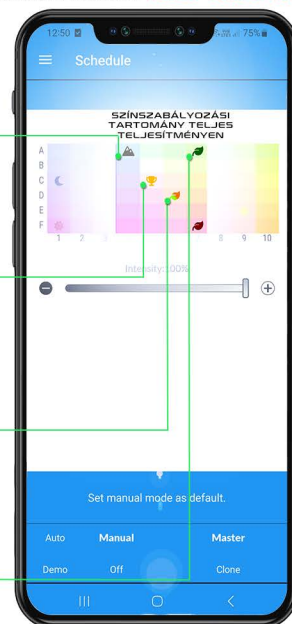 12:50
75%
Schedule
SZÍNSZABÁLYOZÁSI
TARTOMÁNY TELJES
TELJESÍTMÉNYEN
A
B
C
D
E
F
1 2 3 8 9 10
Intensity:100%
Set manual mode as default.
Auto Manual Master
Demo Off Clone